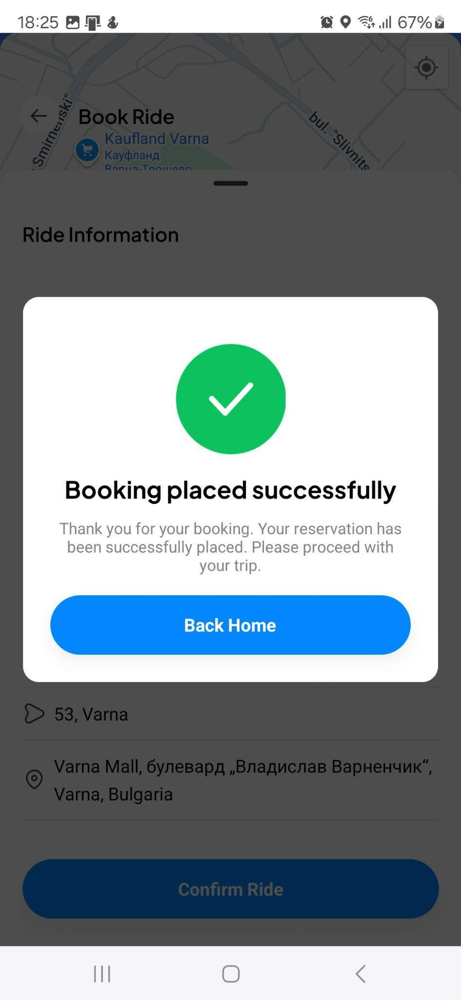 18:25
67%
Smirnenski"
Book Ride
Kaufland Varna
Кауфланд
Варна-Трошево
bul. "Slivnits
Ride Information
Booking placed successfully
Thank you for your booking. Your reservation has
been successfully placed. Please proceed with
your trip.
Back Home
53, Varna
Varna Mall, булевард „Владислав Варненчик“,
Varna, Bulgaria
Confirm Ride